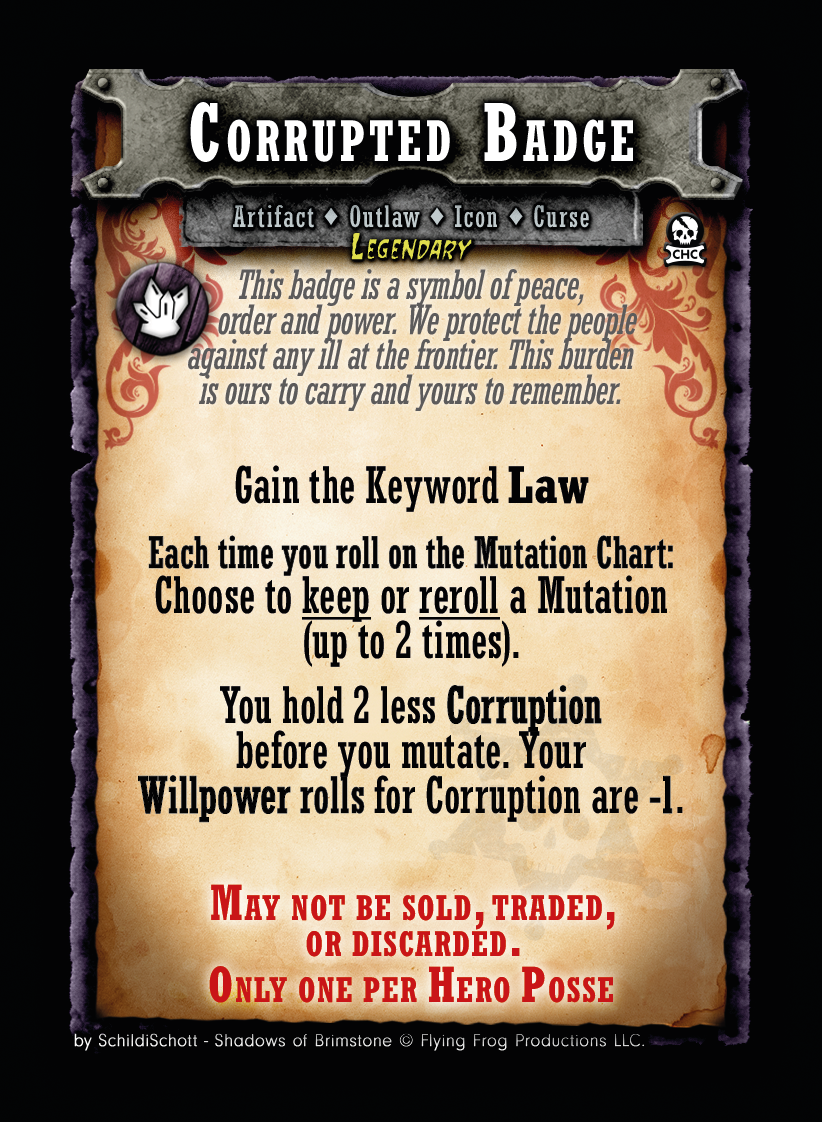 Corrupted Badge
Artifact ♦ Outlaw ♦ Icon ♦ Curse
Legendary
CHC
This badge is a symbol of peace,
order and power. We protect the people
against any ill at the frontier. This burden
is ours to carry and yours to remember.
Gain the Keyword Law
Each time you roll on the Mutation Chart:
Choose to keep or reroll a Mutation
(up to 2 times).
You hold 2 less Corruption
before you mutate. Your
Willpower rolls for Corruption are -1.
May not be sold, traded,
or discarded.
Only one per Hero Posse
by SchildiSchott - Shadows of Brimstone © Flying Frog Productions LLC.